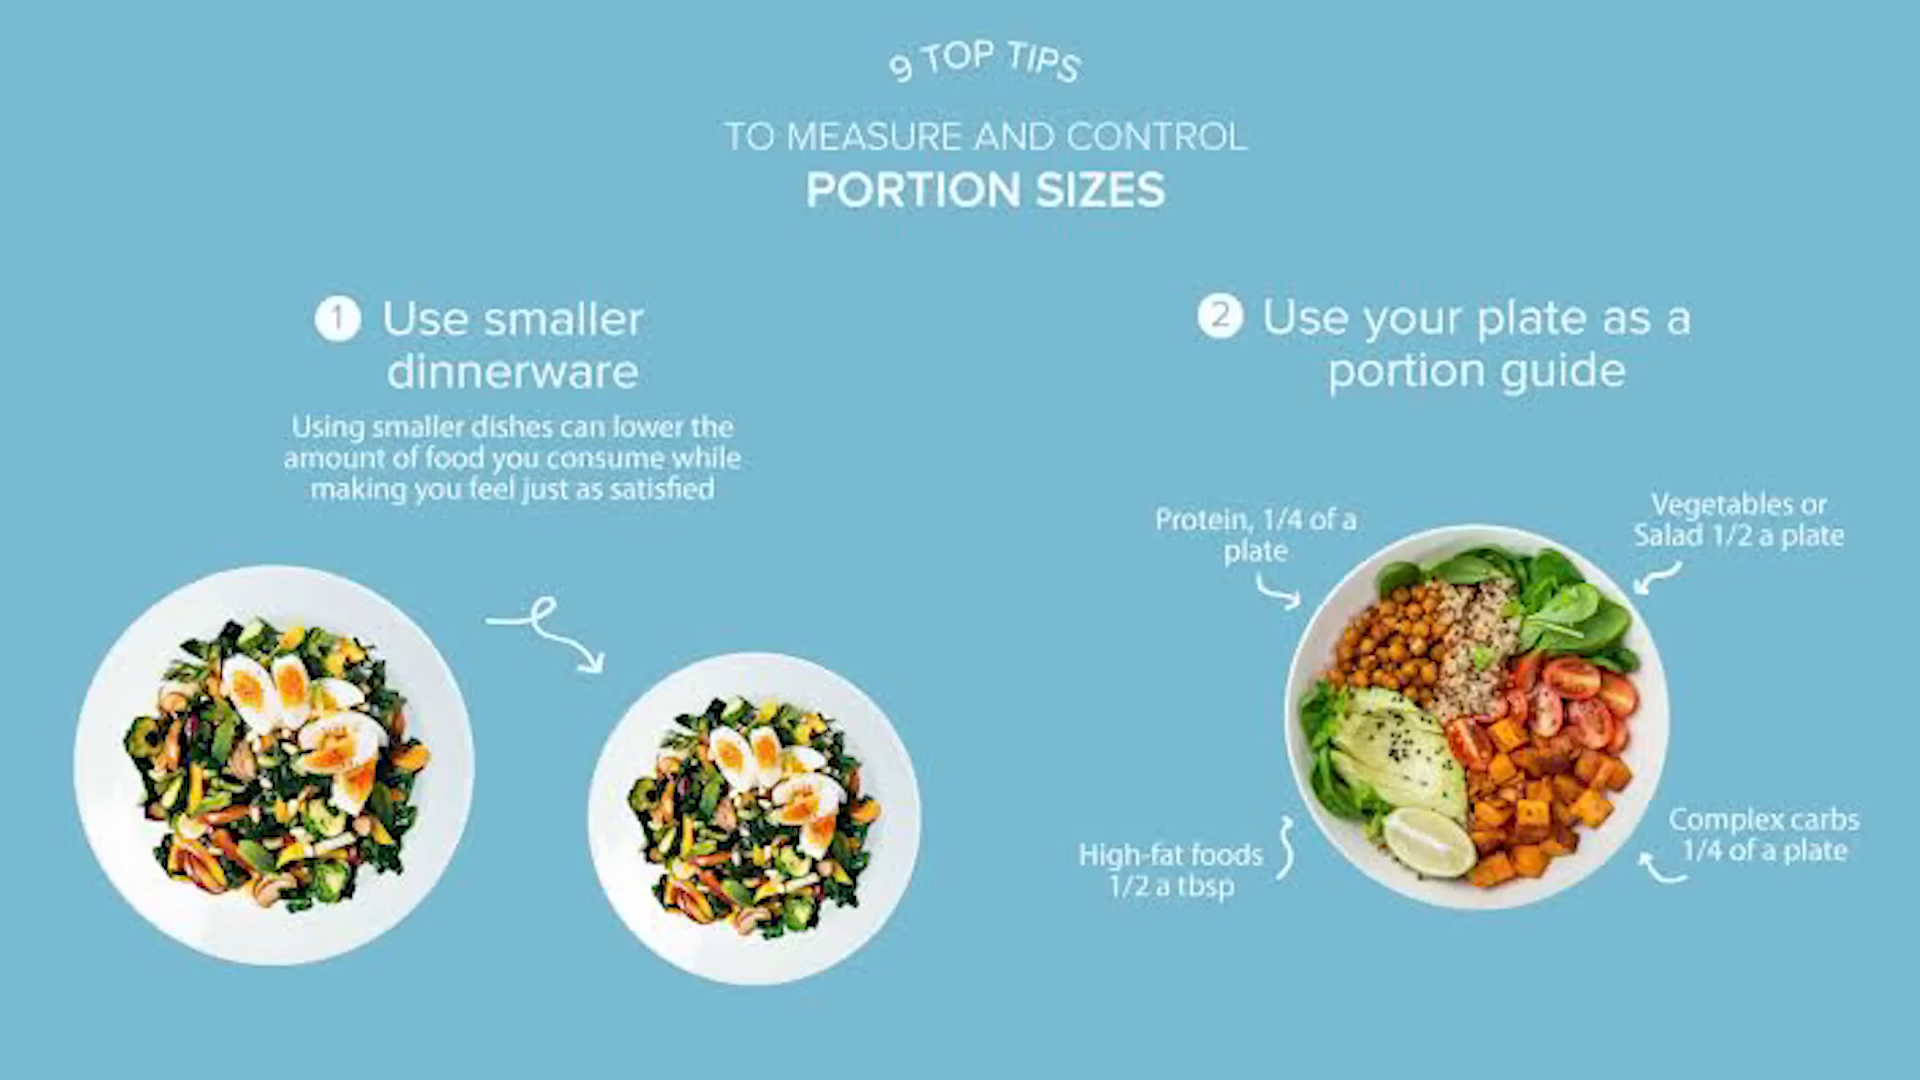 9 TOP TIPS
TO MEASURE AND CONTROL
PORTION SIZES
1 Use smaller
dinnerware
Using smaller dishes can lower the
amount of food you consume while
making you feel just as satisfied
2 Use your plate as a
portion guide
Protein, 1/4 of a
plate
Vegetables or
Salad 1/2 a plate
High-fat foods
1/2 a tbsp
Complex carbs
1/4 of a plate